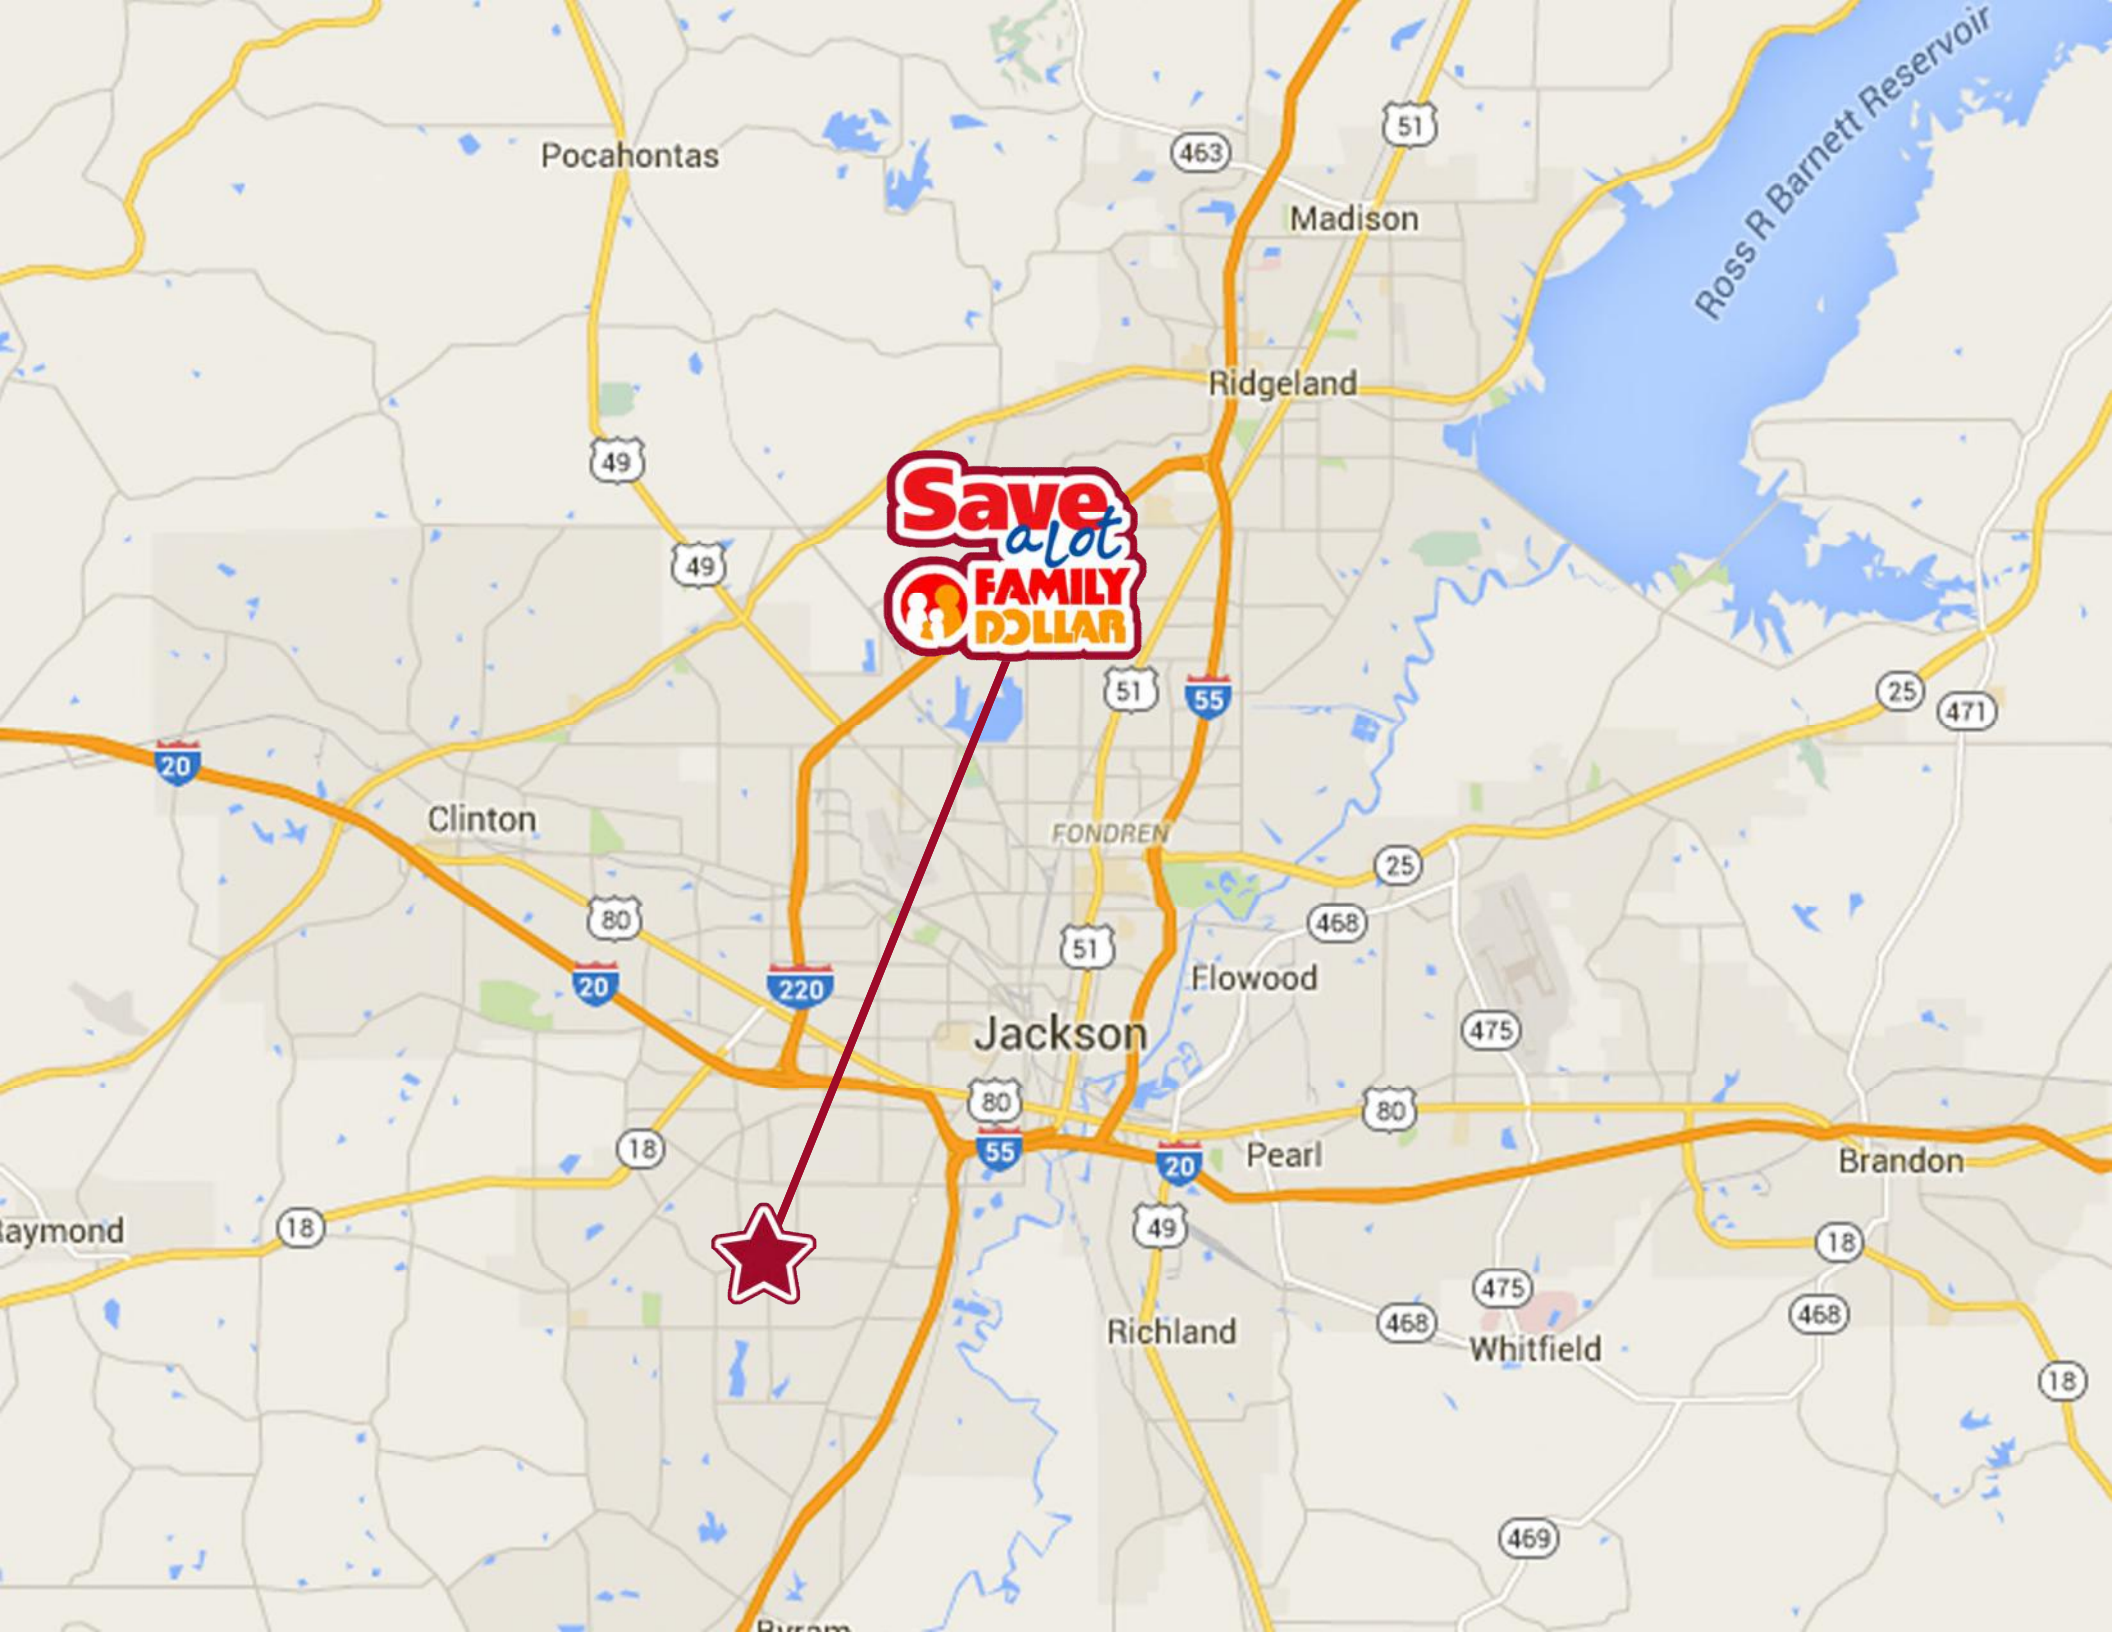 51
463
Pocahontas
Madison
Ross R Barnett Reservoir
Ridgeland
49
Save
a lot
49
FAMILY
DOLLAR
51
55
25
471
20
Clinton
FONDREN
25
80
468
51
20
220
Flowood
Jackson
475
80
80
18
55
20
Pearl
Brandon
18
aymond
49
18
475
468
468
Richland
Whitfield
18
469
Byram